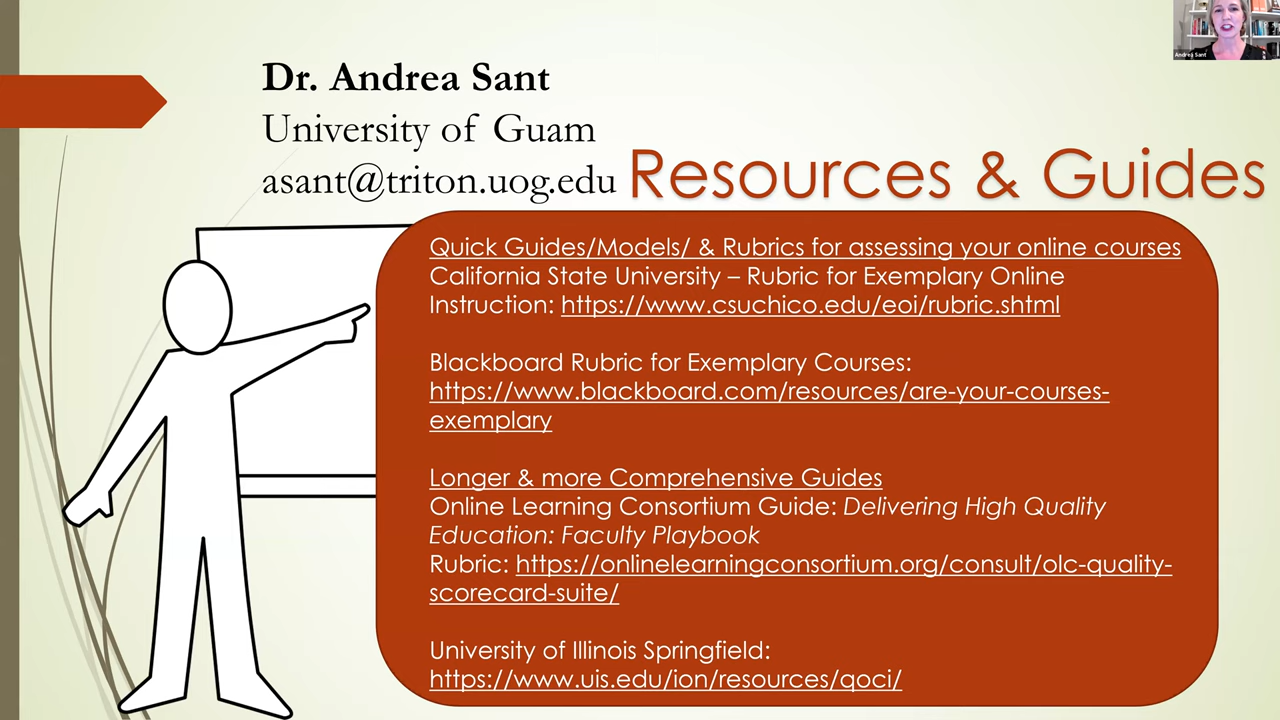 Dr. Andrea Sant
University of Guam
asant@triton.uog.edu
Resources & Guides
Quick Guides/Models/ & Rubrics for assessing your online courses
California State University – Rubric for Exemplary Online
Instruction: https://www.csuchico.edu/eoi/rubric.shtml
Blackboard Rubric for Exemplary Courses:
https://www.blackboard.com/resources/are-your-courses-
exemplary
Longer & more Comprehensive Guides
Online Learning Consortium Guide: Delivering High Quality
Education: Faculty Playbook
Rubric: https://onlinelearningconsortium.org/consult/olc-quality-
scorecard-suite/
University of Illinois Springfield:
https://www.uis.edu/ion/resources/qoci/
Andrea Sant